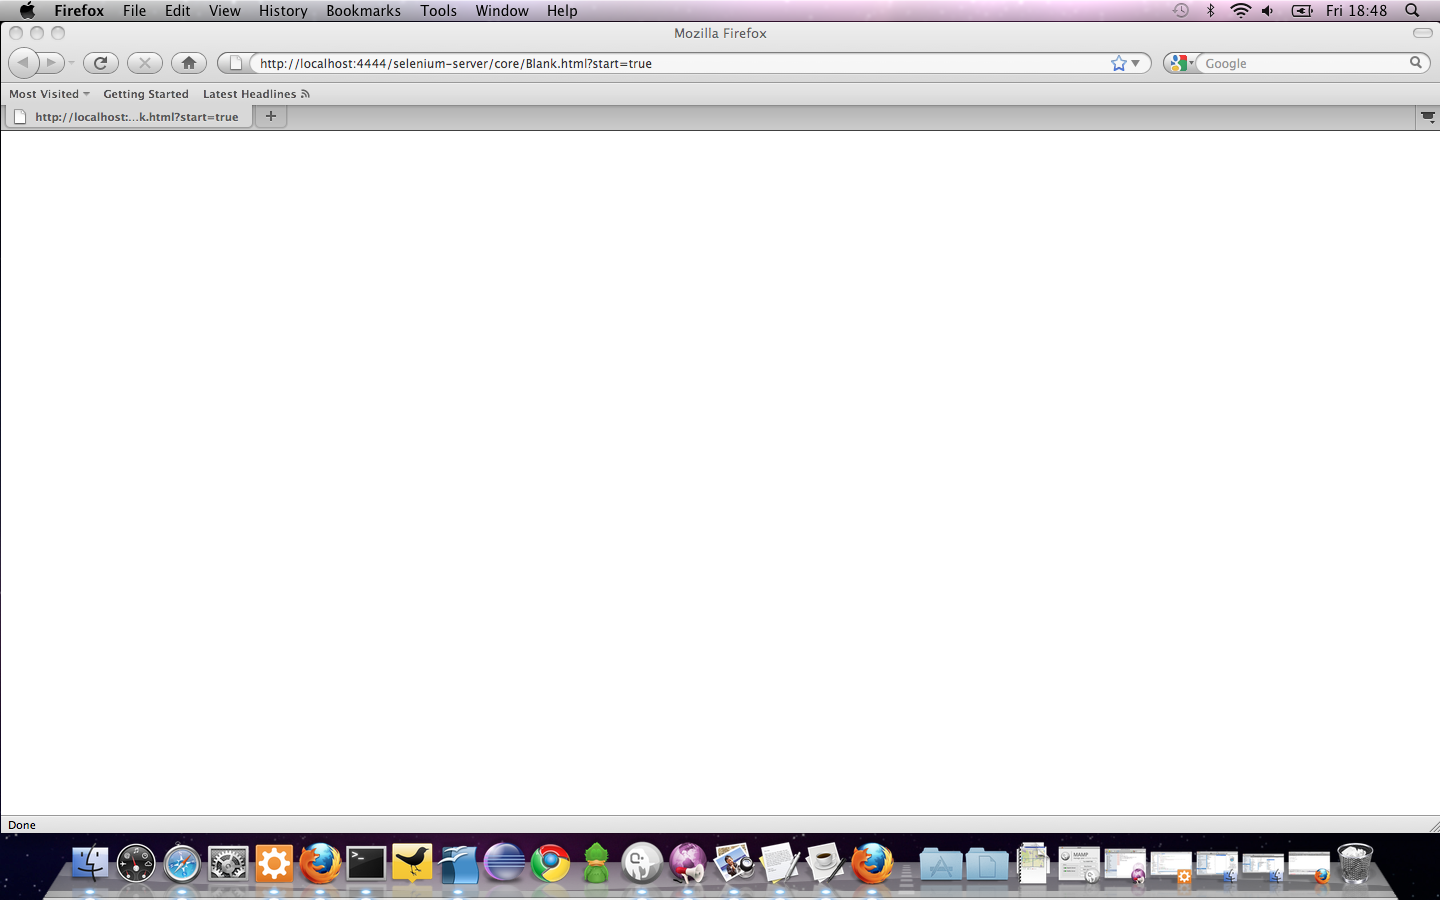 Firefox File Edit View History Bookmarks Tools Window Help Fri 18:48
Mozilla Firefox
http://localhost:4444/selenium-server/core/Blank.html?start=true Google
Most Visited Getting Started Latest Headlines
http://localhost:...k.html?start=true
Done
MAMP